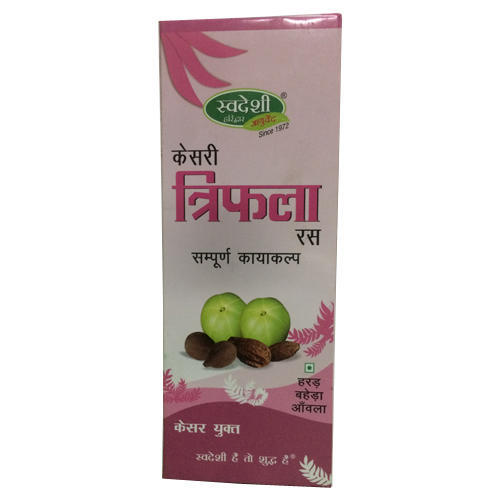 स्वदेशी ®
हरिद्वार आयुर्वेद
Since 1972
केसरी
त्रिफला
रस
सम्पूर्ण कायाकल्प
हरड़
बहेड़ा
आँवला
केसर युक्त
स्वदेशी है तो शुद्ध है®